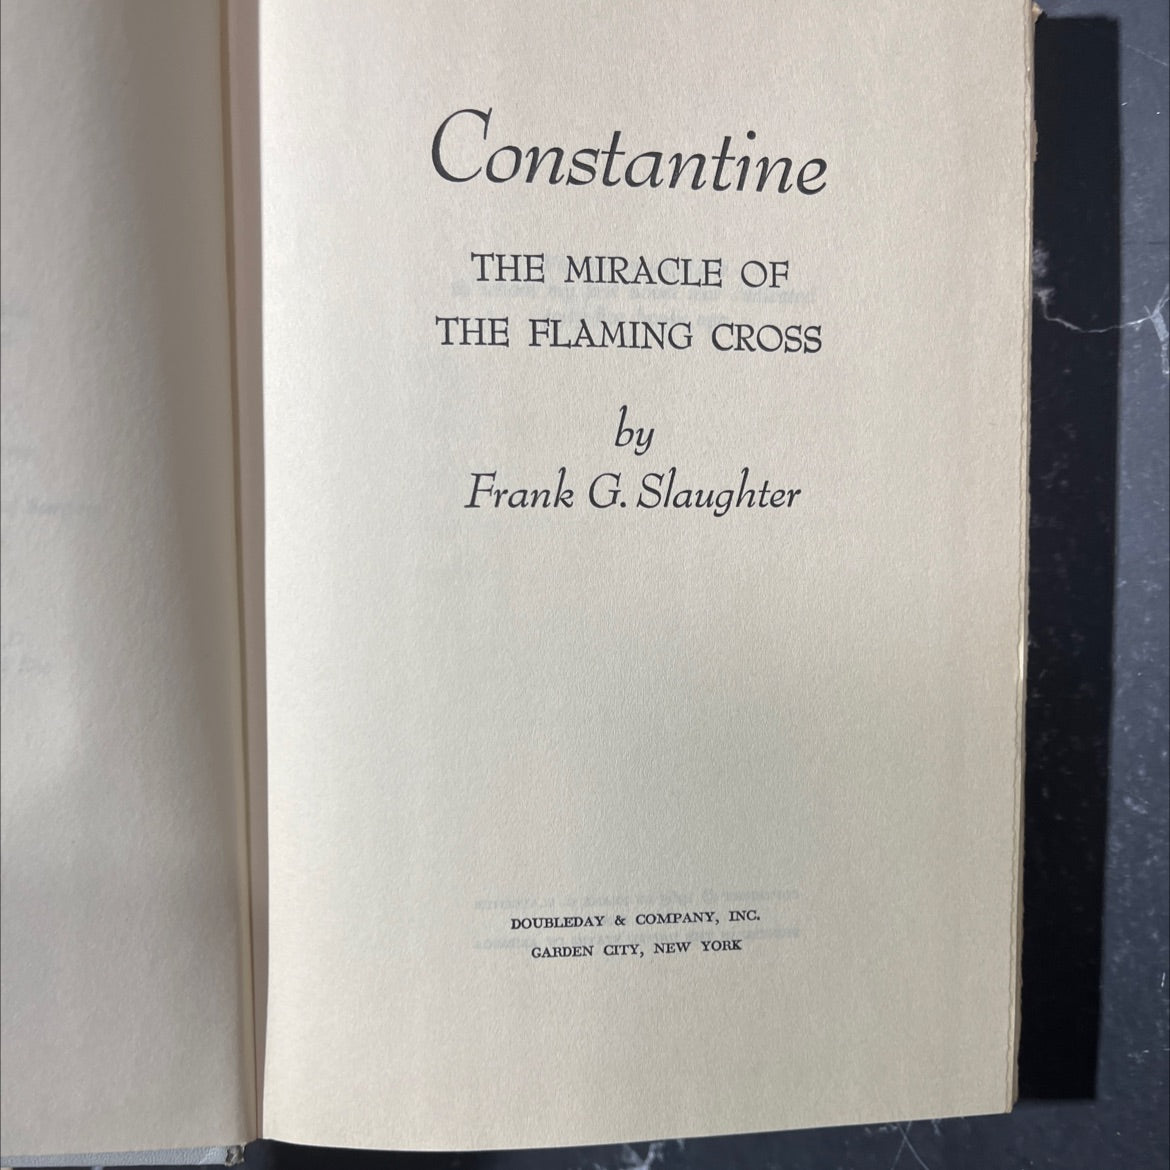 Constantine
THE MIRACLE OF
THE FLAMING CROSS
by
Frank G. Slaughter
DOUBLEDAY & COMPANY, INC.
GARDEN CITY, NEW YORK